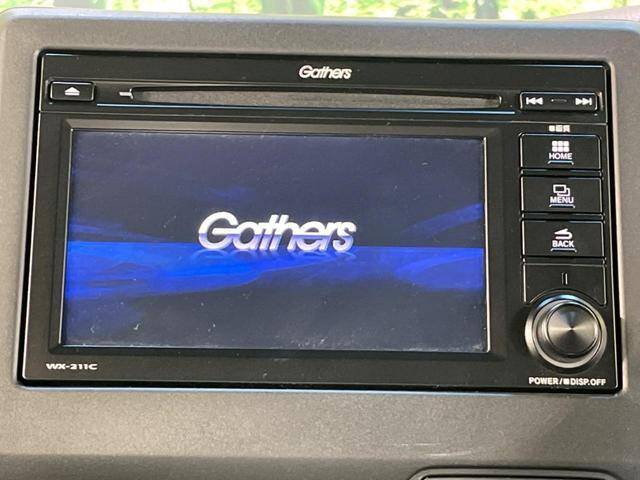 Gathers
HOME
MENU
Gathers
BACK
WX-211C
POWER/ DISP.OFF